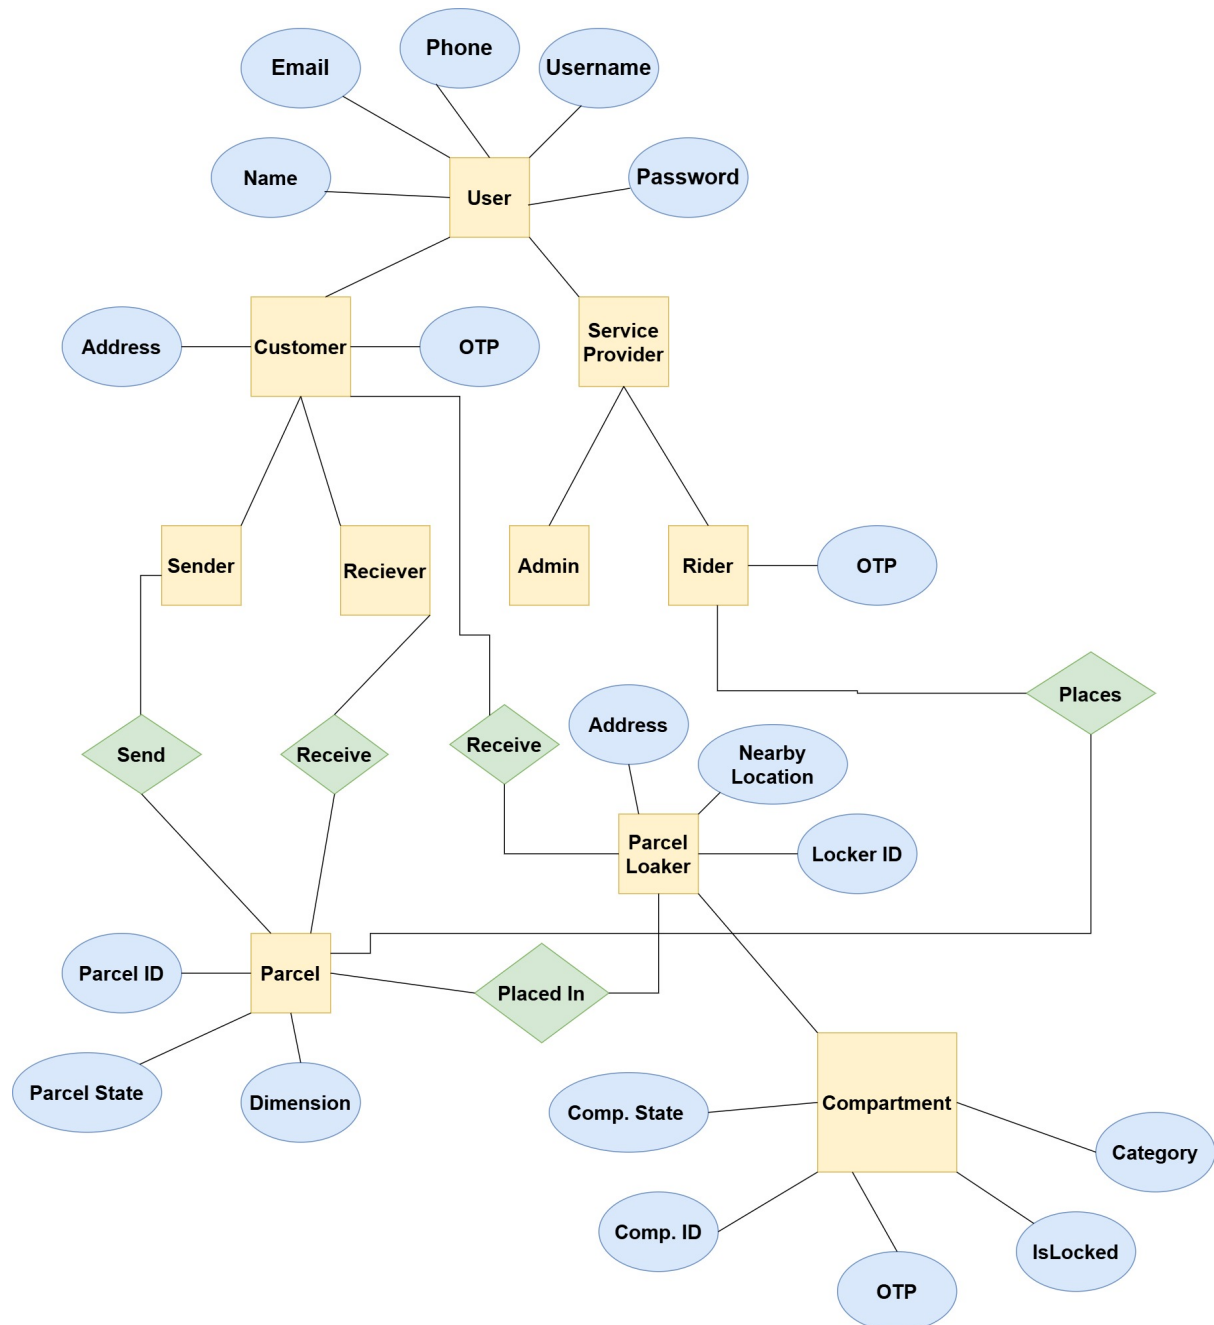 Phone
Email
Username
Name
Password
User
Service
Provider
Address
Customer
OTP
Sender
Reciever
Admin
Rider
OTP
Places
Address
Send
Receive
Receive
Nearby
Location
Parcel
Loaker
Locker ID
Parcel ID
Parcel
Placed In
Parcel State
Dimension
Comp. State
Compartment
Category
Comp. ID
IsLocked
OTP